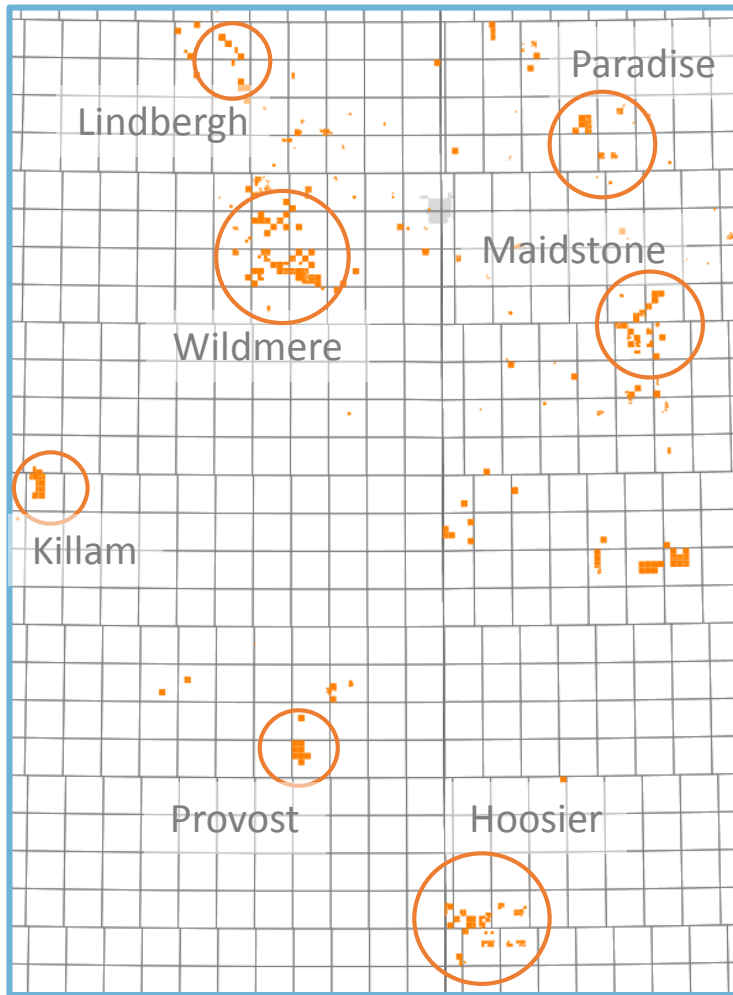 Paradise
Lindbergh
Maidstone
Wildmere
Killam
Provost
Hoosier